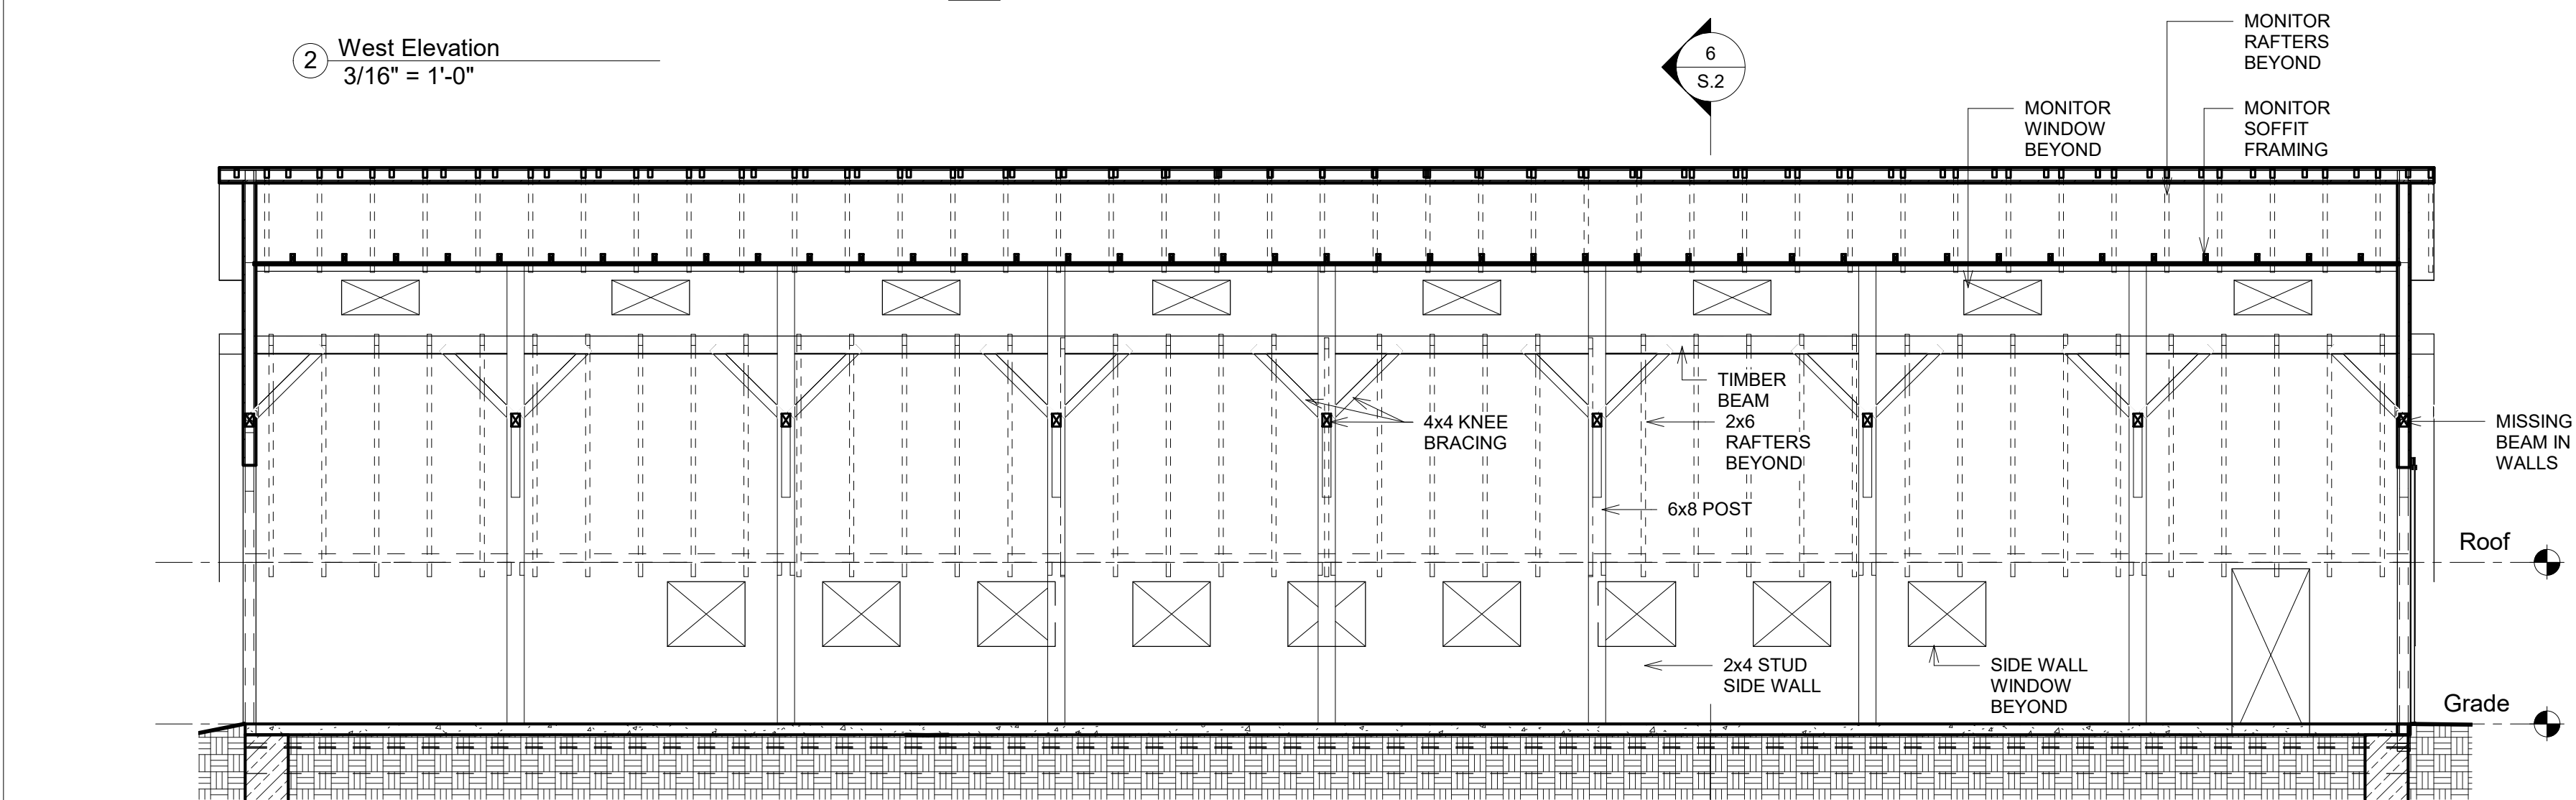 2
West Elevation
3/16" = 1'-0"
6
S.2
MONITOR
RAFTERS
BEYOND
MONITOR
WINDOW
BEYOND
MONITOR
SOFFIT
FRAMING
TIMBER
BEAM
4x4 KNEE
BRACING
2x6
RAFTERS
BEYOND
MISSING
BEAM IN
WALLS
6x8 POST
Roof
2x4 STUD
SIDE WALL
SIDE WALL
WINDOW
BEYOND
Grade